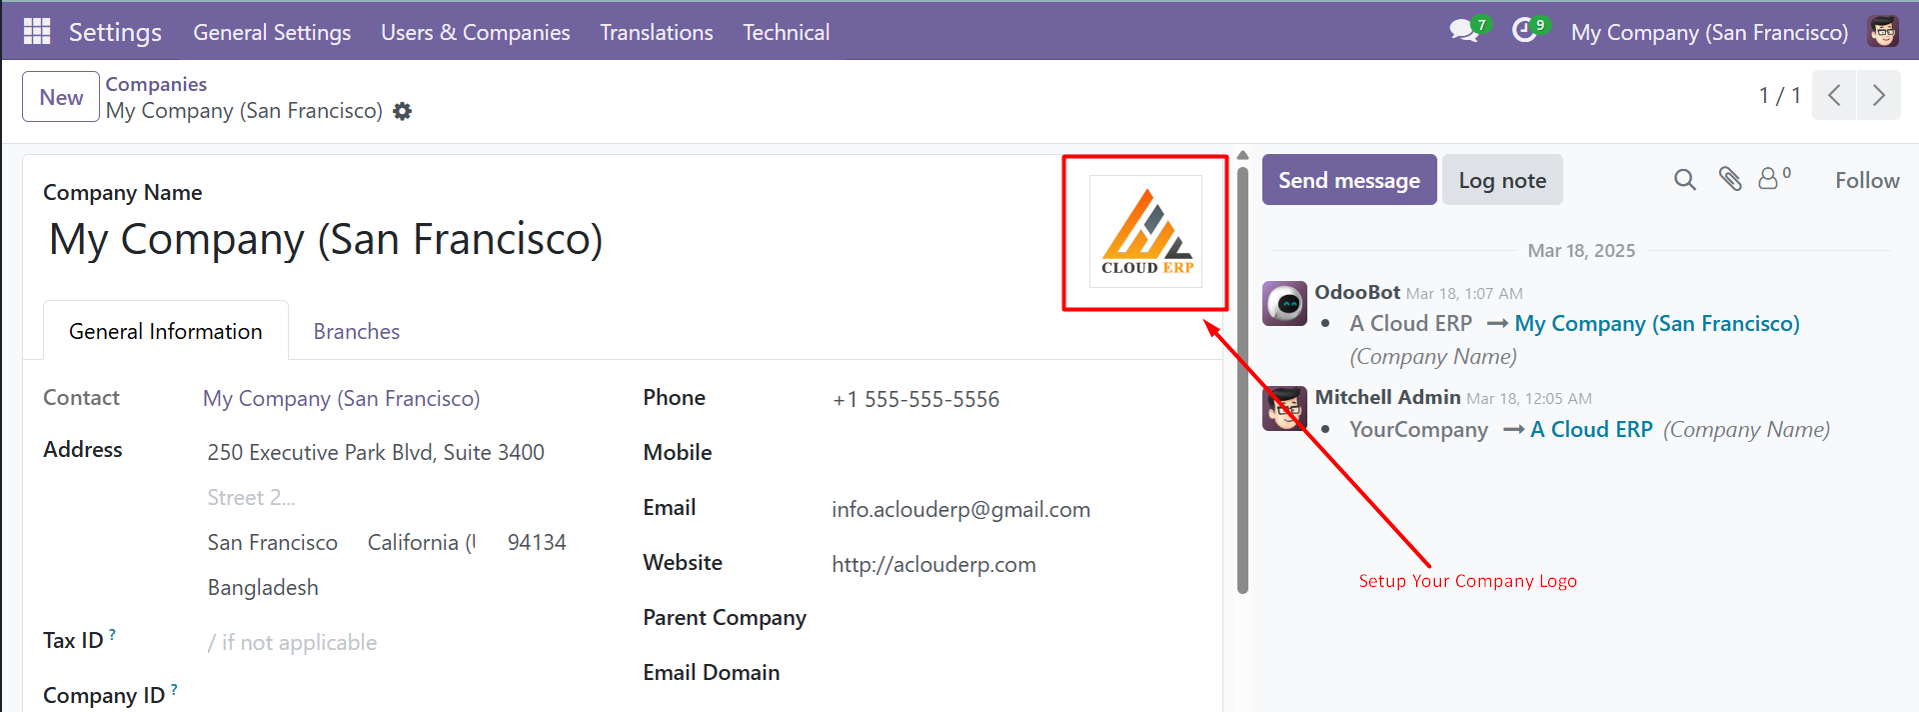 Settings General Settings Users & Companies Translations Technical 7 9 My Company (San Francisco)
New Companies
My Company (San Francisco)
1 / 1
Company Name
My Company (San Francisco)
CLOUD ERP
General Information Branches
Contact My Company (San Francisco)
Address 250 Executive Park Blvd, Suite 3400
Street 2...
San Francisco California (U 94134
Bangladesh
Tax ID ? / if not applicable
Company ID ?
Phone +1 555-555-5556
Mobile
Email info.aclouderp@gmail.com
Website http://aclouderp.com
Parent Company
Email Domain
Send message Log note 0 Follow
Mar 18, 2025
OdooBot Mar 18, 1:07 AM
• A Cloud ERP → My Company (San Francisco)
(Company Name)
Mitchell Admin Mar 18, 12:05 AM
• YourCompany → A Cloud ERP (Company Name)
Setup Your Company Logo